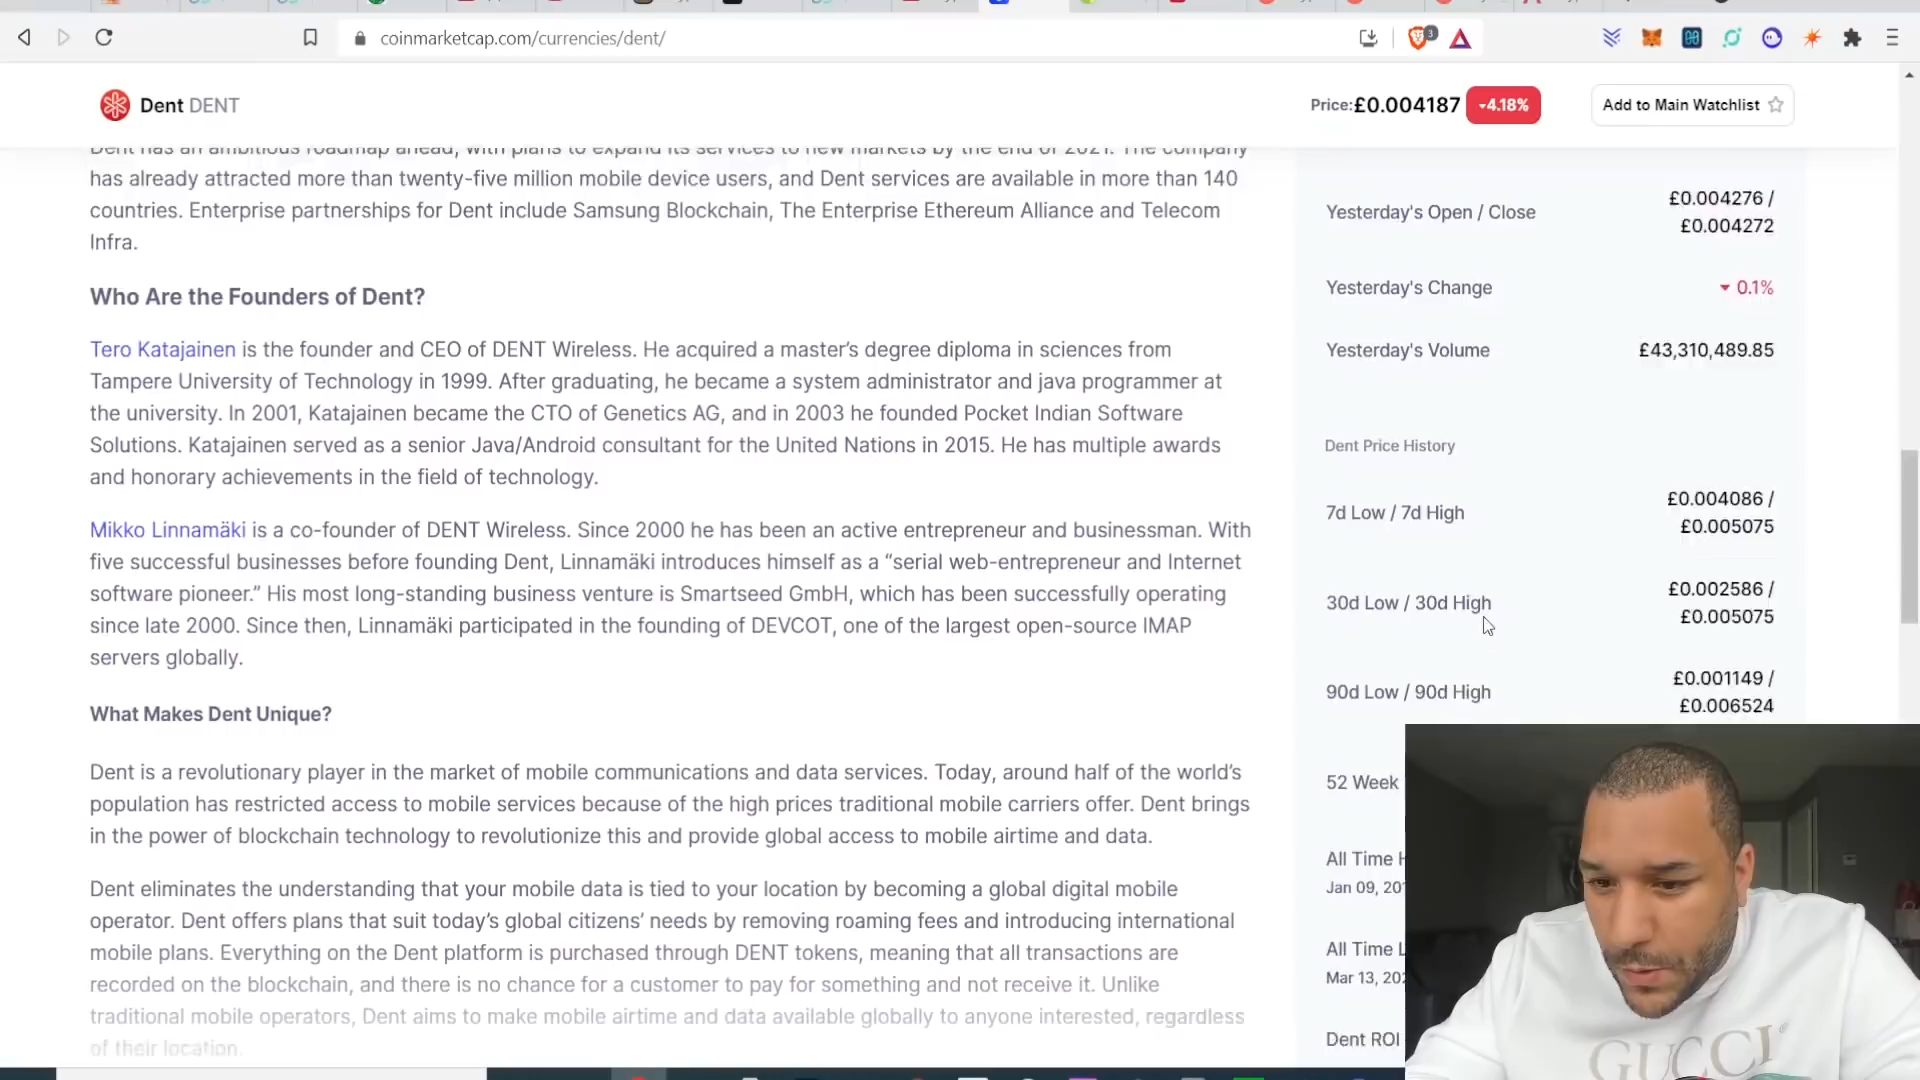 coinmarketcap.com/currencies/dent/
3
Dent DENT
Price:£0.004187
4.18%
Add to Main Watchlist
Dent has an ambitious roadmap ahead, with plans to expand its services to new markets by the end of 2021. The company
has already attracted more than twenty-five million mobile device users, and Dent services are available in more than 140
countries. Enterprise partnerships for Dent include Samsung Blockchain, The Enterprise Ethereum Alliance and Telecom
Infra.
Who Are the Founders of Dent?
Tero Katajainen is the founder and CEO of DENT Wireless. He acquired a master’s degree diploma in sciences from
Tampere University of Technology in 1999. After graduating, he became a system administrator and java programmer at
the university. In 2001, Katajainen became the CTO of Genetics AG, and in 2003 he founded Pocket Indian Software
Solutions. Katajainen served as a senior Java/Android consultant for the United Nations in 2015. He has multiple awards
and honorary achievements in the field of technology.
Mikko Linnamäki is a co-founder of DENT Wireless. Since 2000 he has been an active entrepreneur and businessman. With
five successful businesses before founding Dent, Linnamäki introduces himself as a “serial web-entrepreneur and Internet
software pioneer.” His most long-standing business venture is Smartseed GmbH, which has been successfully operating
since late 2000. Since then, Linnamäki participated in the founding of DEVCOT, one of the largest open-source IMAP
servers globally.
What Makes Dent Unique?
Dent is a revolutionary player in the market of mobile communications and data services. Today, around half of the world’s
population has restricted access to mobile services because of the high prices traditional mobile carriers offer. Dent brings
in the power of blockchain technology to revolutionize this and provide global access to mobile airtime and data.
Dent eliminates the understanding that your mobile data is tied to your location by becoming a global digital mobile
operator. Dent offers plans that suit today’s global citizens’ needs by removing roaming fees and introducing international
mobile plans. Everything on the Dent platform is purchased through DENT tokens, meaning that all transactions are
recorded on the blockchain, and there is no chance for a customer to pay for something and not receive it. Unlike
traditional mobile operators, Dent aims to make mobile airtime and data available globally to anyone interested, regardless
of their location.
Yesterday's Open / Close
£0.004276 /
£0.004272
Yesterday's Change
0.1%
Yesterday's Volume
£43,310,489.85
Dent Price History
7d Low / 7d High
£0.004086 /
£0.005075
30d Low / 30d High
£0.002586 /
£0.005075
90d Low / 90d High
£0.001149 /
£0.006524
52 Week
All Time
Jan 09,
All Time
Mar 13,
Dent ROI
GUCCI